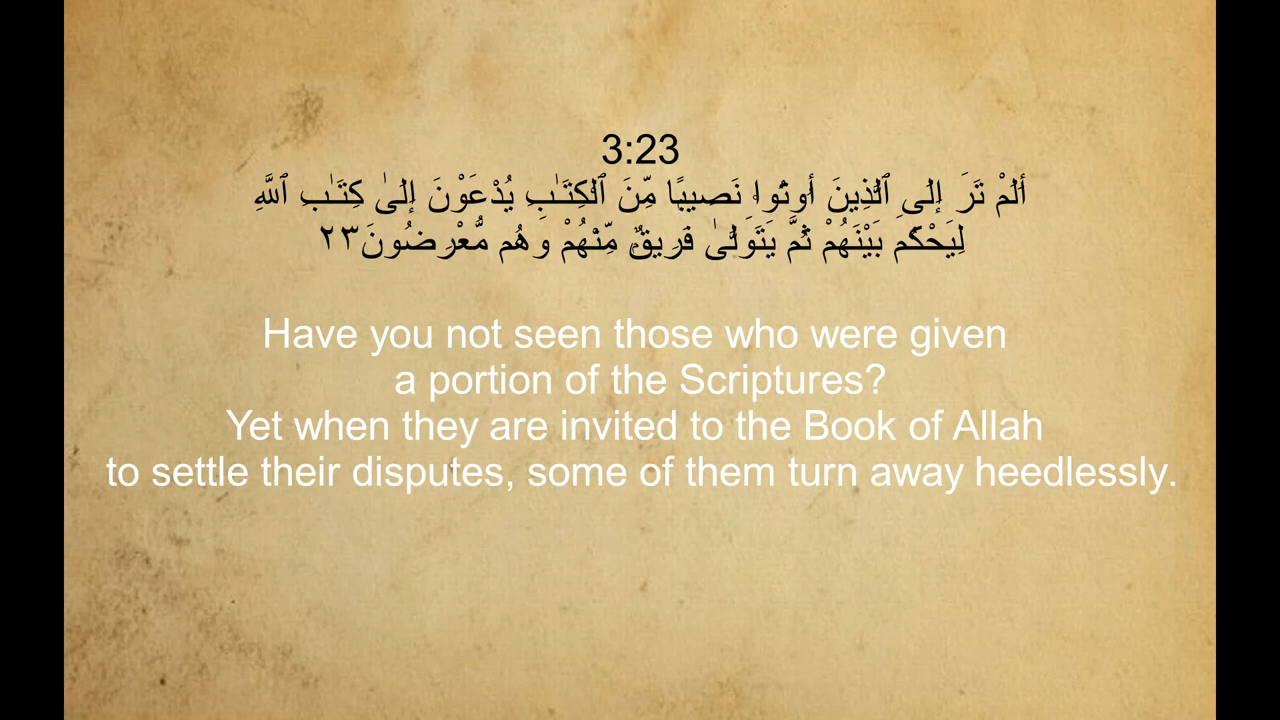 3:23
أَلَمْ تَرَ إِلَى ٱلَّذِينَ أُوتُوا۟ نَصِيبًا مِّنَ ٱلْكِتَـٰبِ يُدْعَوْنَ إِلَىٰ كِتَـٰبِ ٱللَّهِ
لِيَحْكُمَ بَيْنَهُمْ ثُمَّ يَتَوَلَّىٰ فَرِيقٌ مِّنْهُمْ وَهُم مُّعْرِضُونَ ٢٣
Have you not seen those who were given
a portion of the Scriptures?
Yet when they are invited to the Book of Allah
to settle their disputes, some of them turn away heedlessly.